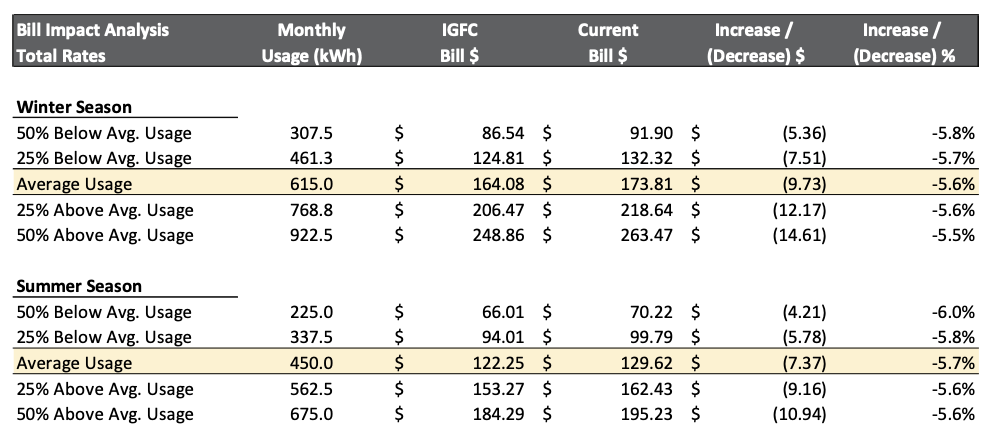 Bill Impact Analysis Monthly IGFC Current Increase / Increase /
Total Rates Usage (kWh) Bill $ Bill $ (Decrease) $ (Decrease) %
Winter Season
50% Below Avg. Usage 307.5 $ 86.54 $ 91.90 $ (5.36) -5.8%
25% Below Avg. Usage 461.3 $ 124.81 $ 132.32 $ (7.51) -5.7%
Average Usage 615.0 $ 164.08 $ 173.81 $ (9.73) -5.6%
25% Above Avg. Usage 768.8 $ 206.47 $ 218.64 $ (12.17) -5.6%
50% Above Avg. Usage 922.5 $ 248.86 $ 263.47 $ (14.61) -5.5%
Summer Season
50% Below Avg. Usage 225.0 $ 66.01 $ 70.22 $ (4.21) -6.0%
25% Below Avg. Usage 337.5 $ 94.01 $ 99.79 $ (5.78) -5.8%
Average Usage 450.0 $ 122.25 $ 129.62 $ (7.37) -5.7%
25% Above Avg. Usage 562.5 $ 153.27 $ 162.43 $ (9.16) -5.6%
50% Above Avg. Usage 675.0 $ 184.29 $ 195.23 $ (10.94) -5.6%